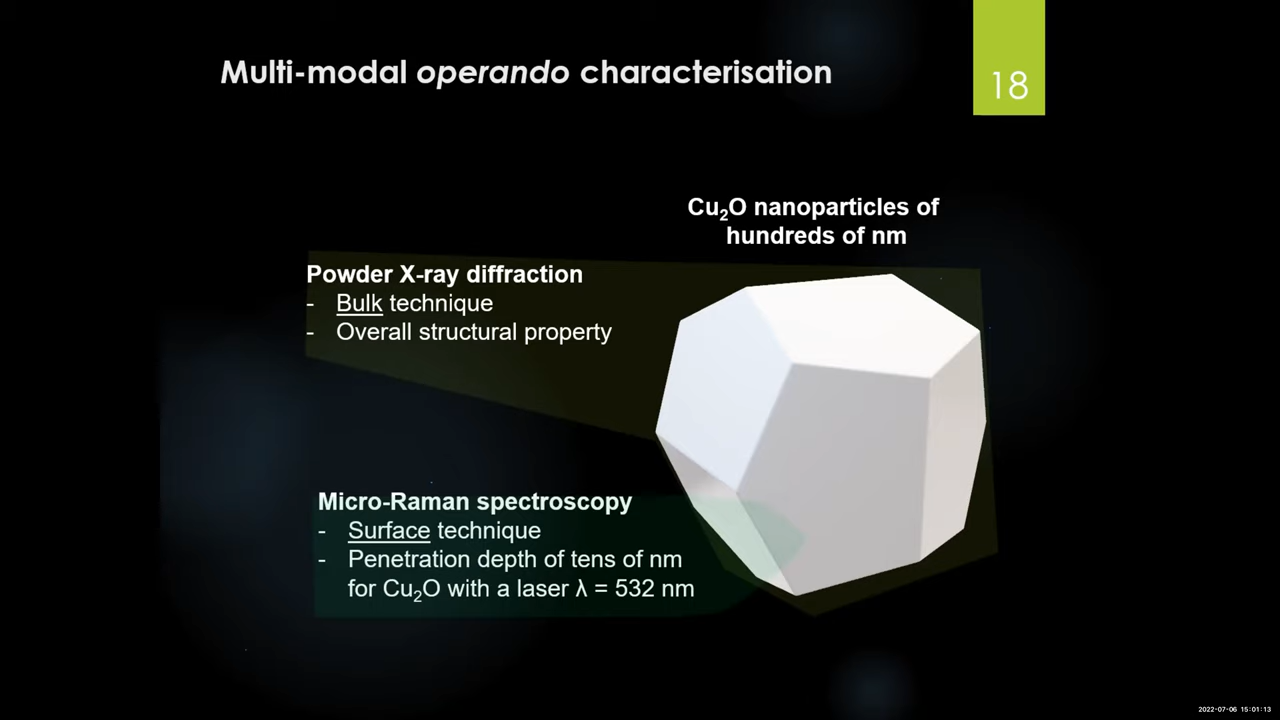 Multi-modal operando characterisation
18
Cu₂O nanoparticles of
hundreds of nm
Powder X-ray diffraction
- Bulk technique
- Overall structural property
Micro-Raman spectroscopy
- Surface technique
- Penetration depth of tens of nm
for Cu₂O with a laser λ = 532 nm
2022-07-06 15:01:13